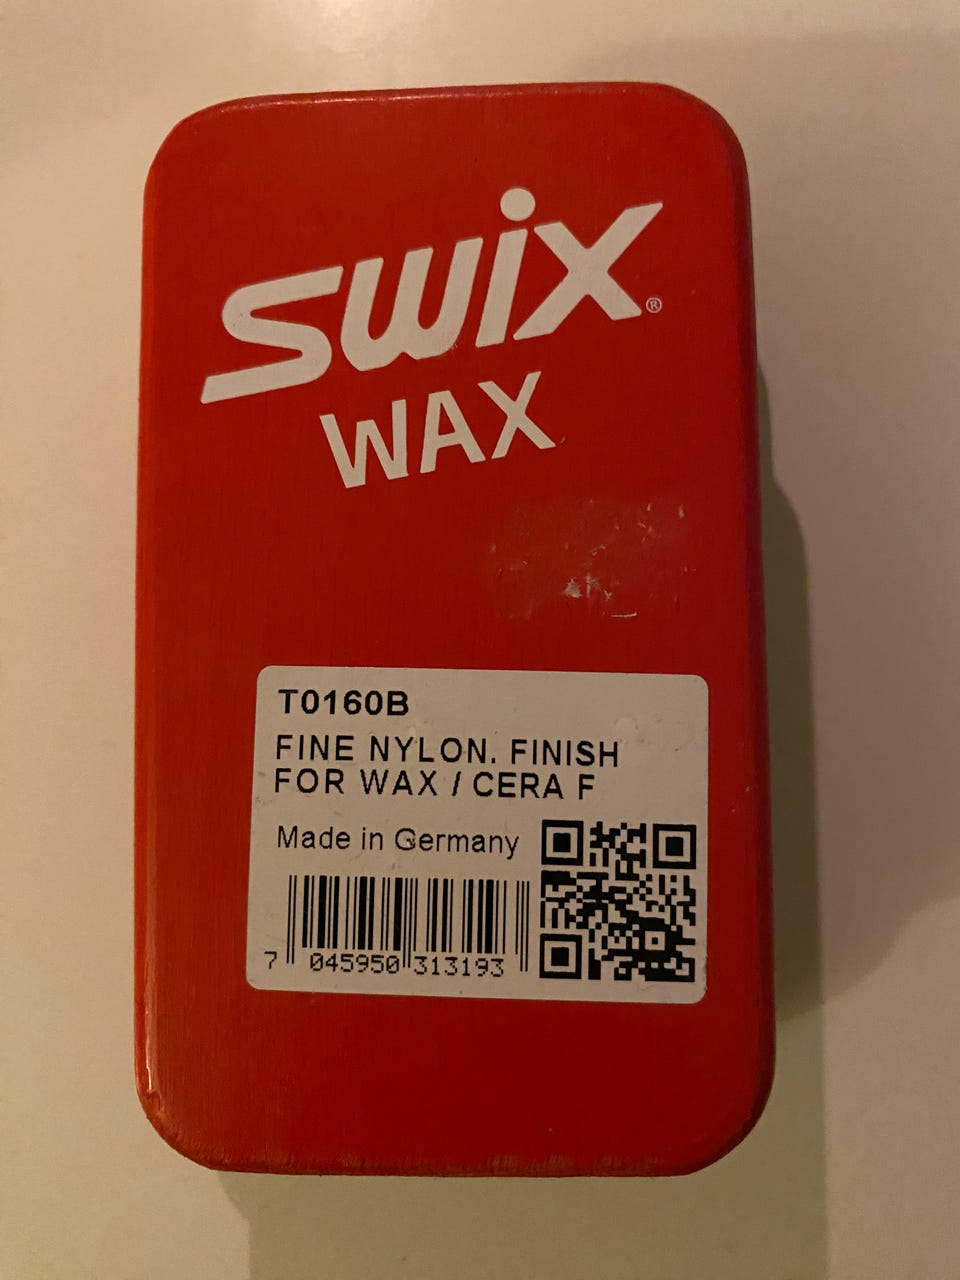 swix®
WAX
T0160B
FINE NYLON. FINISH
FOR WAX / CERA F
Made in Germany
7 045950 313193